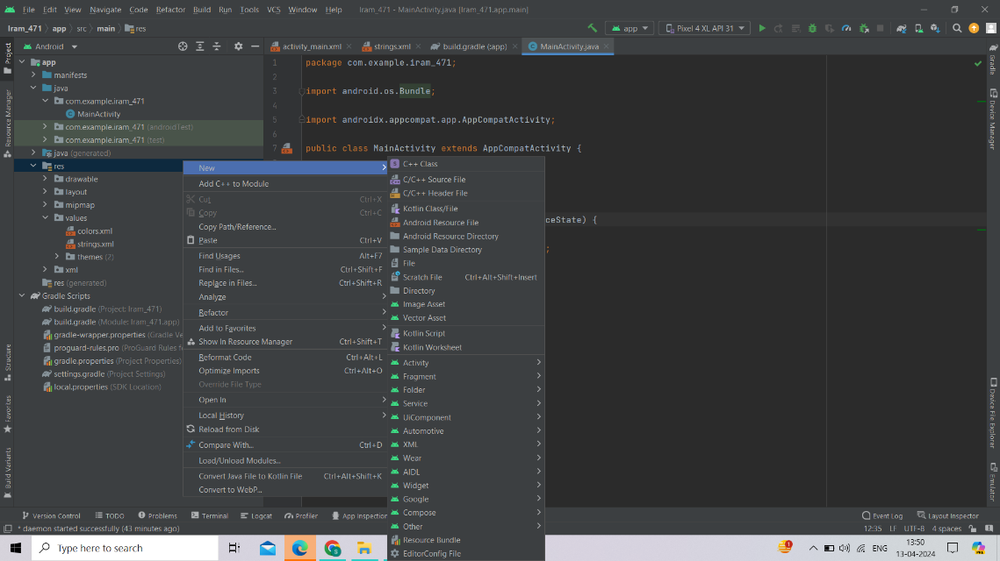 File Edit View Navigate Code Refactor Build Run Tools VCS Window Help Iram_471 - MainActivity.java [Iram_471.app.main]
Iram_471 app src main res
app Pixel 4 XL API 31
Android
activity_main.xml strings.xml build.gradle (:app) MainActivity.java
Project
Resource Manager
Structure
Favorites
Build Variants
app
manifests
java
com.example.iram_471
MainActivity
com.example.iram_471 (androidTest)
com.example.iram_471 (test)
java (generated)
res
drawable
layout
mipmap
values
colors.xml
strings.xml
themes (2)
xml
res (generated)
Gradle Scripts
build.gradle (Project: Iram_471)
build.gradle (Module: Iram_471.app)
gradle-wrapper.properties (Gradle Ve
proguard-rules.pro (ProGuard Rules fo
gradle.properties (Project Properties)
settings.gradle (Project Settings)
local.properties (SDK Location)
1 package com.example.iram_471;
2
3 import android.os.Bundle;
4
5 import androidx.appcompat.app.AppCompatActivity;
6
7 public class MainActivity extends AppCompatActivity {
ceState) {
;
New
Add C++ to Module
Cut Ctrl+X
Copy Ctrl+C
Copy Path/Reference...
Paste Ctrl+V
Find Usages Alt+F7
Find in Files... Ctrl+Shift+F
Replace in Files... Ctrl+Shift+R
Analyze
Refactor
Add to Favorites
Show In Resource Manager Ctrl+Shift+T
Reformat Code Ctrl+Alt+L
Optimize Imports Ctrl+Alt+O
Override File Type
Open In
Local History
Reload from Disk
Compare With... Ctrl+D
Load/Unload Modules...
Convert Java File to Kotlin File Ctrl+Alt+Shift+K
Convert to WebP...
C++ Class
C/C++ Source File
C/C++ Header File
Kotlin Class/File
Android Resource File
Android Resource Directory
Sample Data Directory
File
Scratch File Ctrl+Alt+Shift+Insert
Directory
Image Asset
Vector Asset
Kotlin Script
Kotlin Worksheet
Activity
Fragment
Folder
Service
UiComponent
Automotive
XML
Wear
AIDL
Widget
Google
Compose
Other
Resource Bundle
EditorConfig File
Gradle
Device Manager
Device File Explorer
Emulator
Version Control TODO Problems Terminal Logcat Profiler App Inspection Event Log Layout Inspector
* daemon started successfully (43 minutes ago) 12:35 LF UTF-8 4 spaces
Type here to search
ENG
13:50
13-04-2024